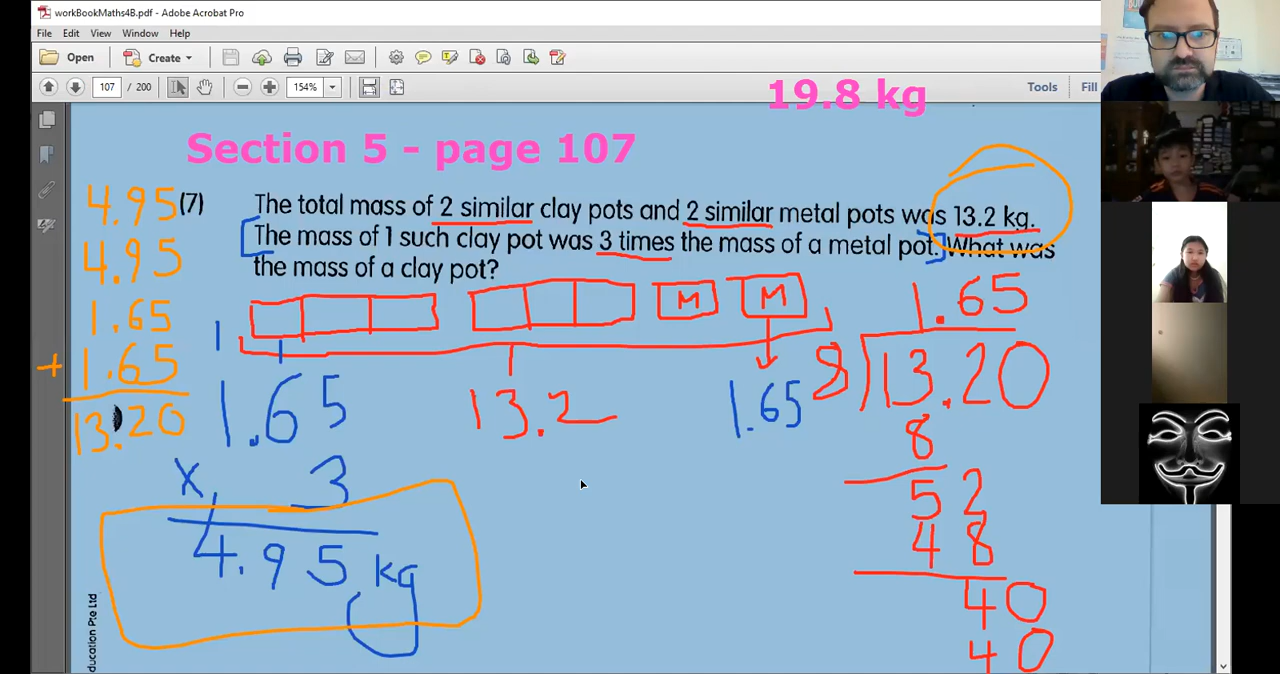 workBookMaths4B.pdf - Adobe Acrobat Pro
File Edit View Window Help
Open Create
107 / 200 154% Tools Fill
19.8 kg
Section 5 - page 107
(7) The total mass of 2 similar clay pots and 2 similar metal pots was 13.2 kg.
The mass of 1 such clay pot was 3 times the mass of a metal pot. What was
the mass of a clay pot?
4.95
4.95
1.65
+ 1.65
13.20
M M
1.65
8 13.20
8
52
48
40
40
13.2
1.65
1.65
x 3
4.95 kg
ducation Pte Ltd